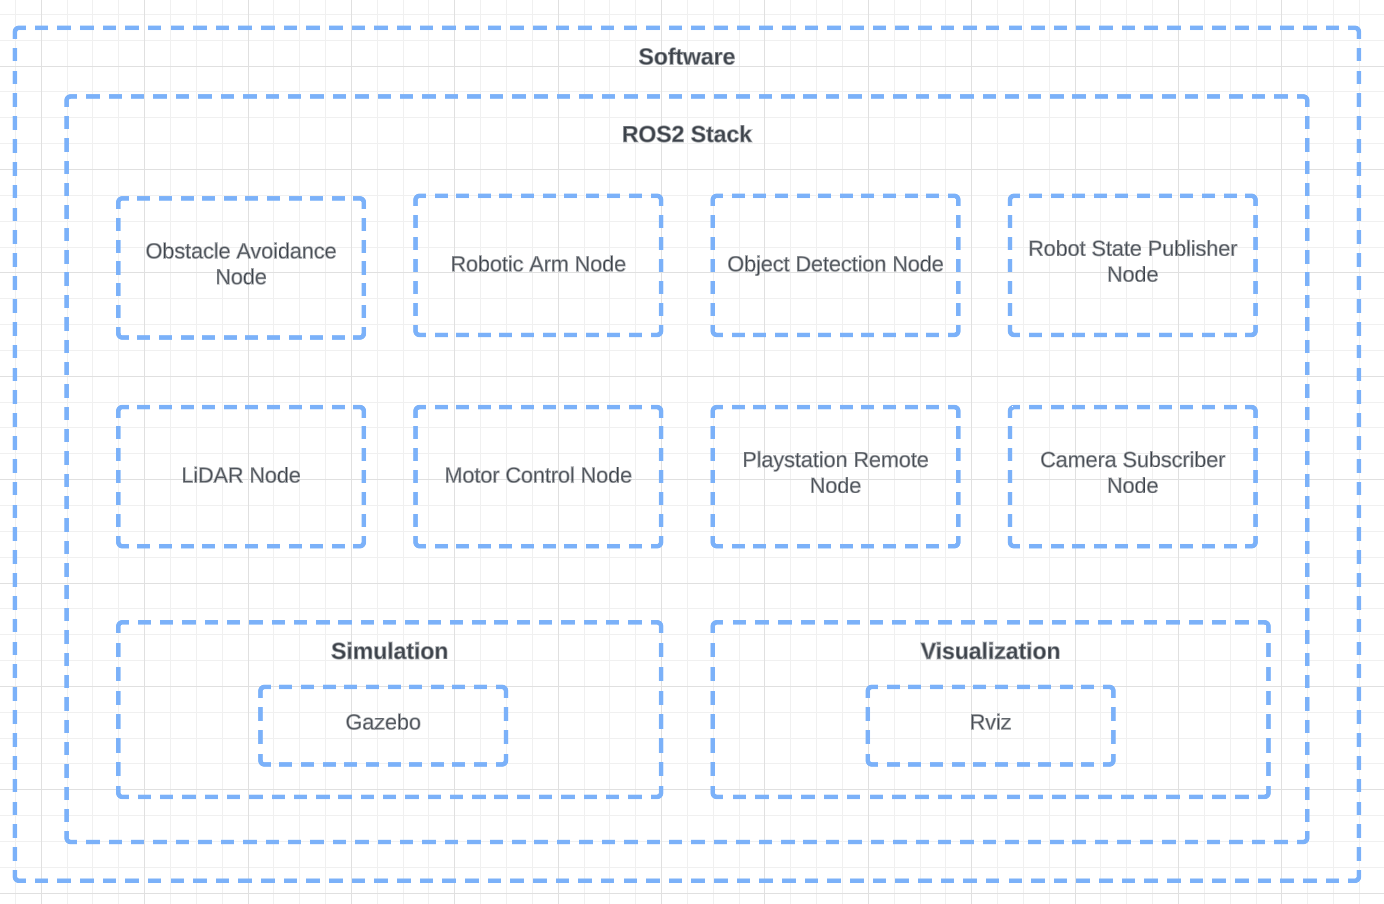 Software
ROS2 Stack
Obstacle Avoidance
Node
Robotic Arm Node
Object Detection Node
Robot State Publisher
Node
LiDAR Node
Motor Control Node
Playstation Remote
Node
Camera Subscriber
Node
Simulation
Gazebo
Visualization
Rviz